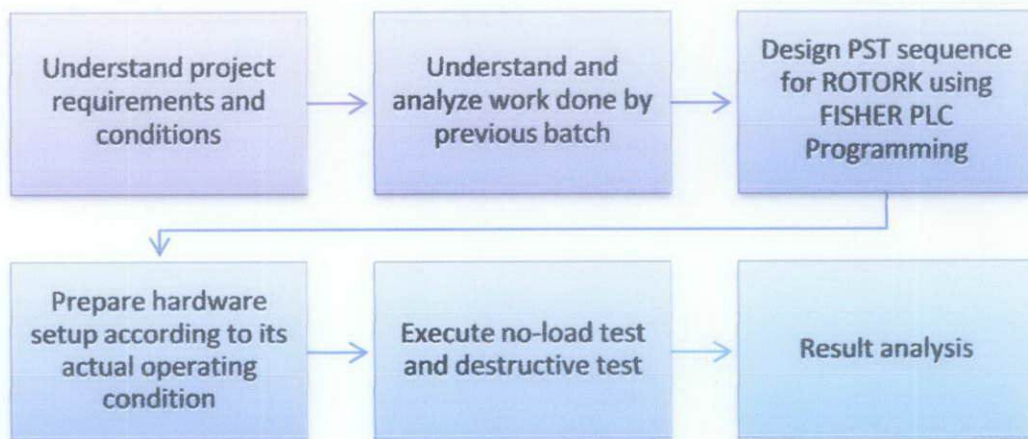 Understand project
requirements and
conditions
Understand and
analyze work done by
previous batch
Design PST sequence
for ROTORK using
FISHER PLC
Programming
Prepare hardware
setup according to its
actual operating
condition
Execute no-load test
and destructive test
Result analysis